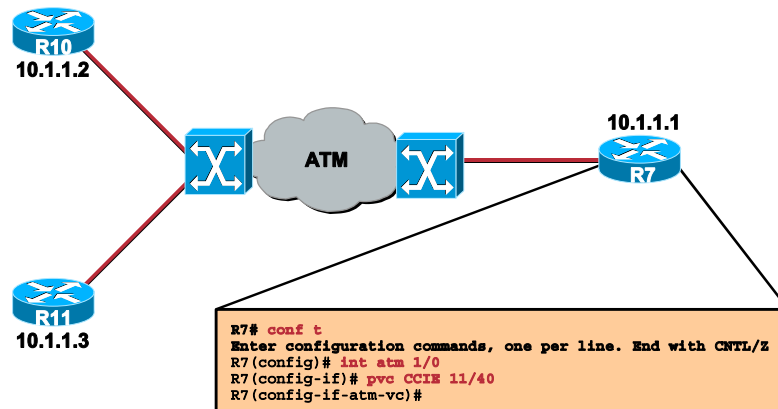 R10
10.1.1.2
ATM
10.1.1.1
R7
R11
10.1.1.3
R7# conf t
Enter configuration commands, one per line. End with CNTL/Z
R7(config)# int atm 1/0
R7(config-if)# pvc CCIE 11/40
R7(config-if-atm-vc)#